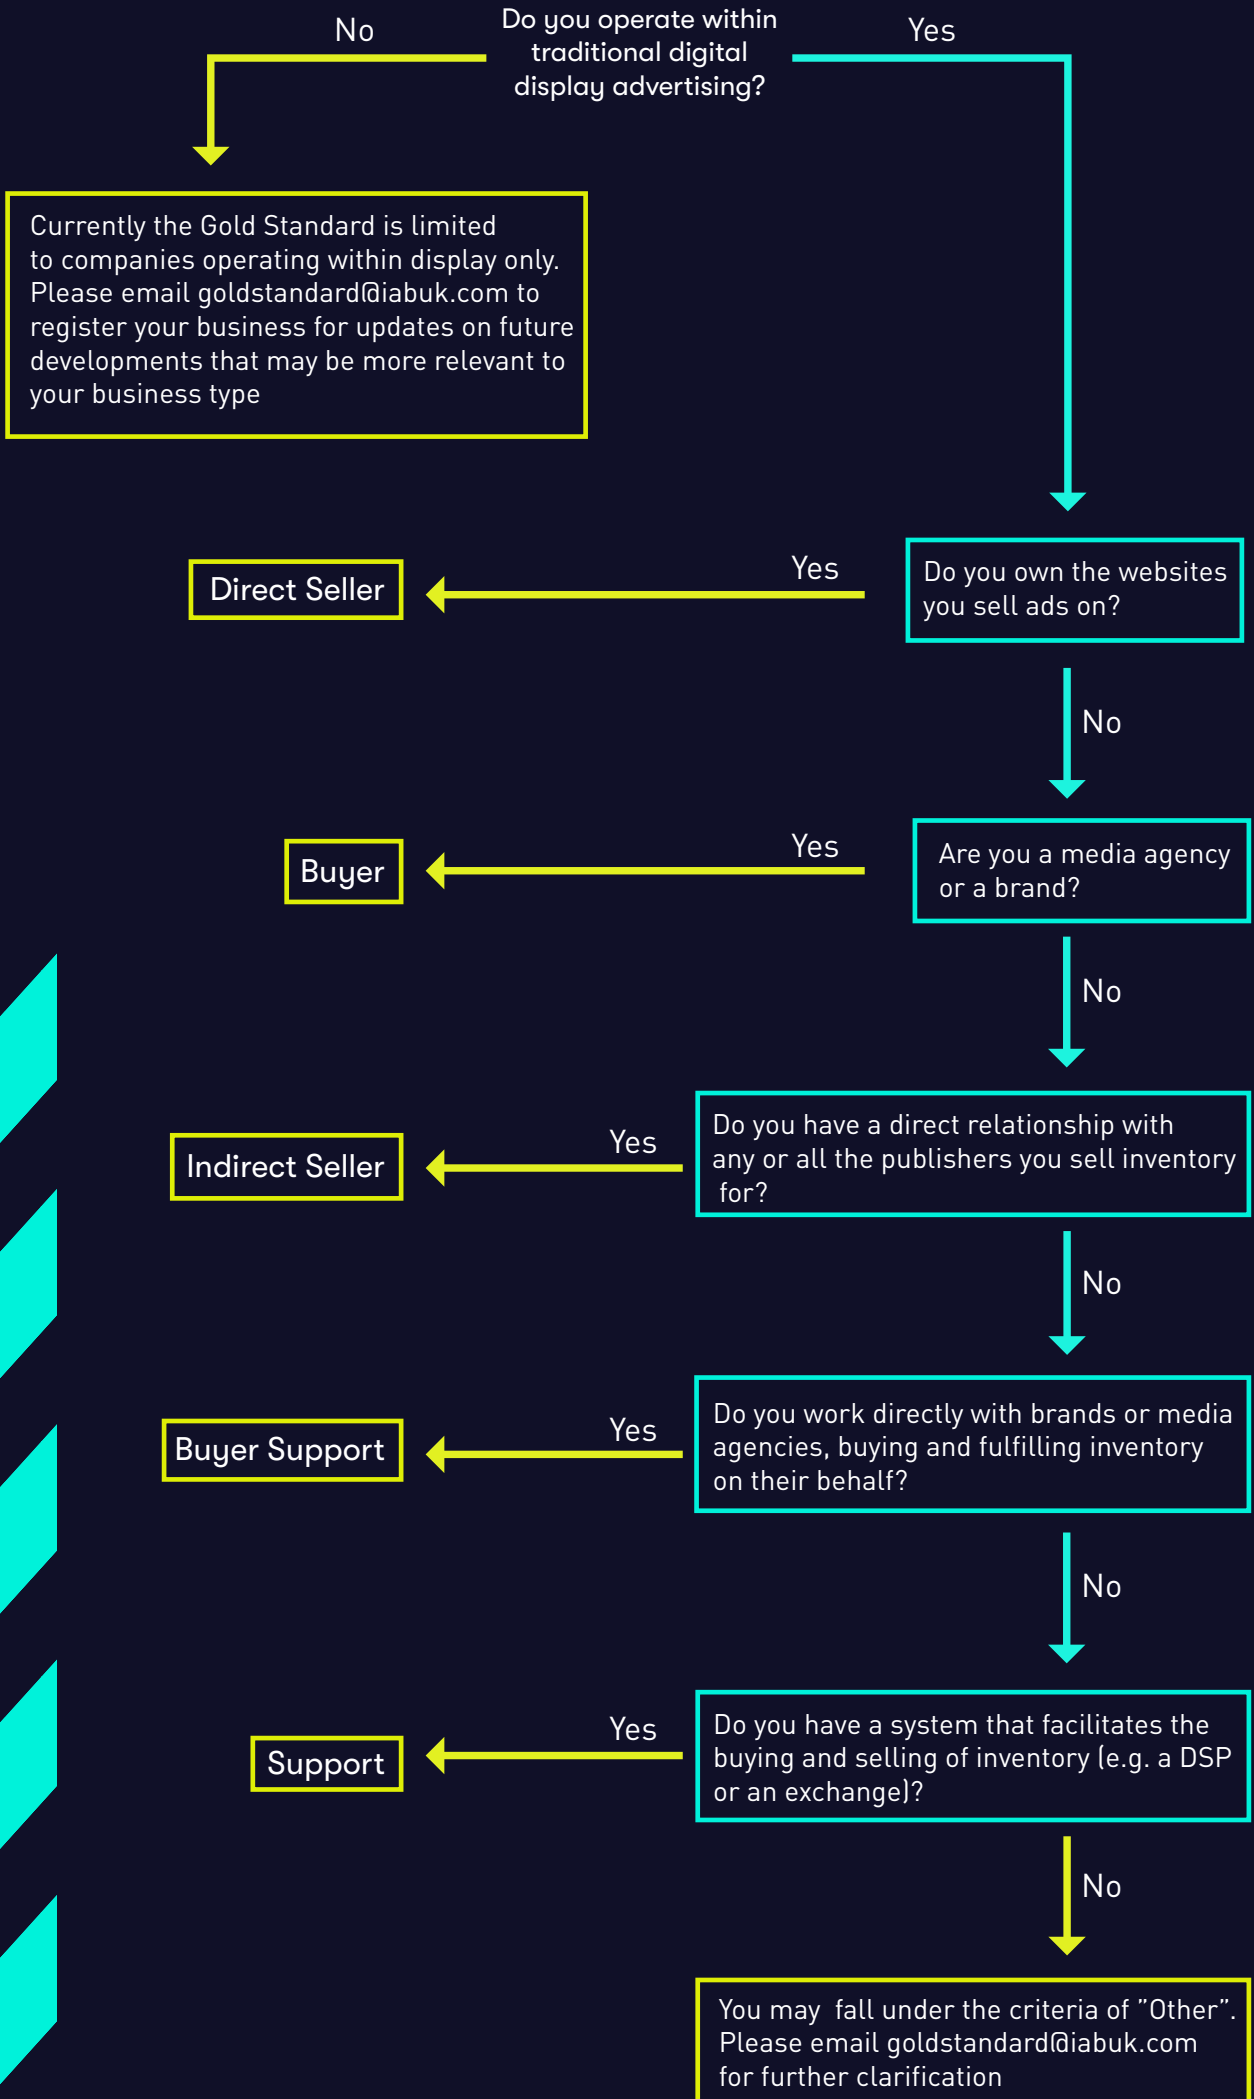 No
Do you operate within
traditional digital
display advertising?
Yes
Currently the Gold Standard is limited
to companies operating within display only.
Please email goldstandard@iabuk.com to
register your business for updates on future
developments that may be more relevant to
your business type
Direct Seller
Yes
Do you own the websites
you sell ads on?
No
Buyer
Yes
Are you a media agency
or a brand?
No
Indirect Seller
Yes
Do you have a direct relationship with
any or all the publishers you sell inventory
for?
No
Buyer Support
Yes
Do you work directly with brands or media
agencies, buying and fulfilling inventory
on their behalf?
No
Support
Yes
Do you have a system that facilitates the
buying and selling of inventory (e.g. a DSP
or an exchange)?
No
You may  fall under the criteria of ”Other”.
Please email goldstandard@iabuk.com
for further clarification